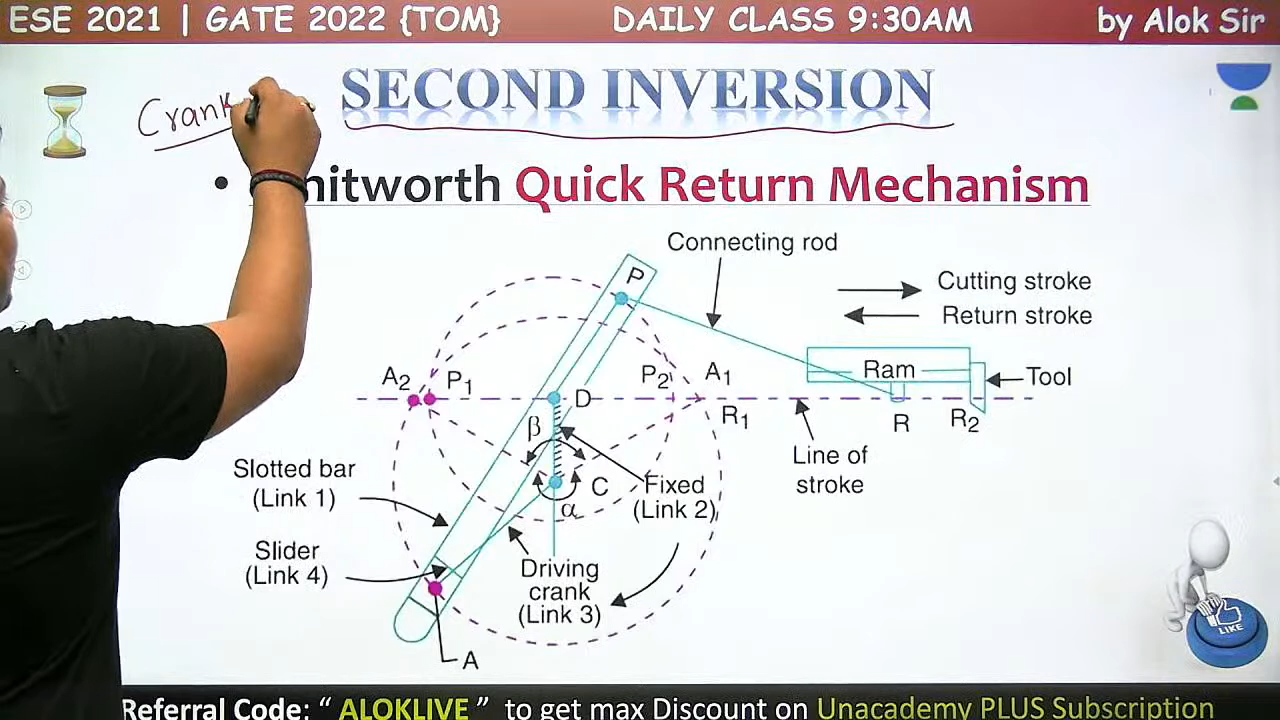 ESE 2021 | GATE 2022 {TOM} DAILY CLASS 9:30AM by Alok Sir
Crank
SECOND INVERSION
• hitworth Quick Return Mechanism
Connecting rod
P
Cutting stroke
Return stroke
A2 P1 D P2 A1
Ram
Tool
R1 R R2
β
Line of
stroke
Slotted bar
(Link 1)
C
Fixed
(Link 2)
α
Slider
(Link 4)
Driving
crank
(Link 3)
A
LIKE
Referral Code: “ ALOKLIVE ” to get max Discount on Unacademy PLUS Subscription